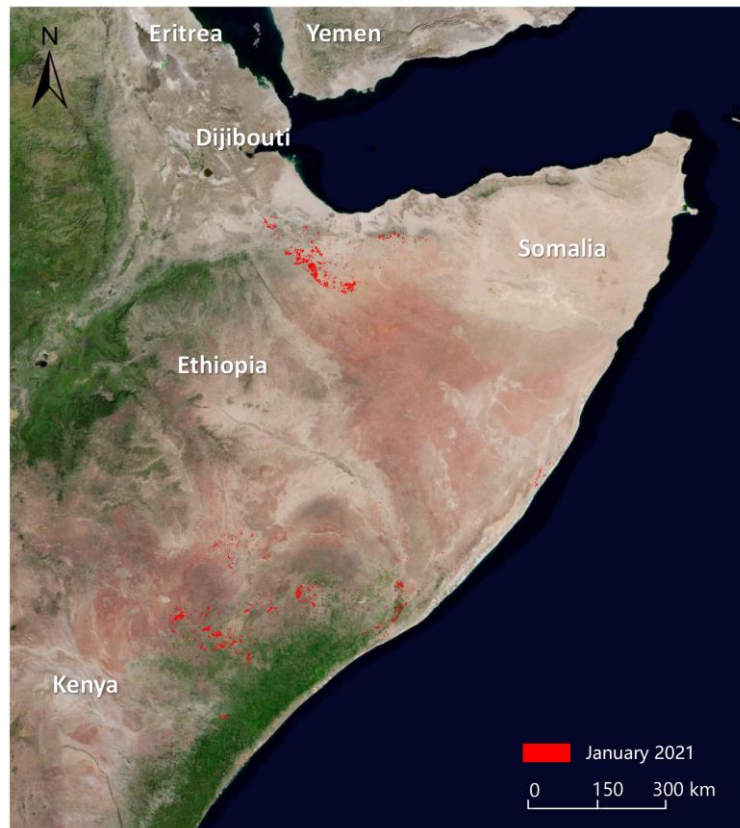 N
Eritrea
Yemen
Dijibouti
Somalia
Ethiopia
Kenya
January 2021
0 150 300 km